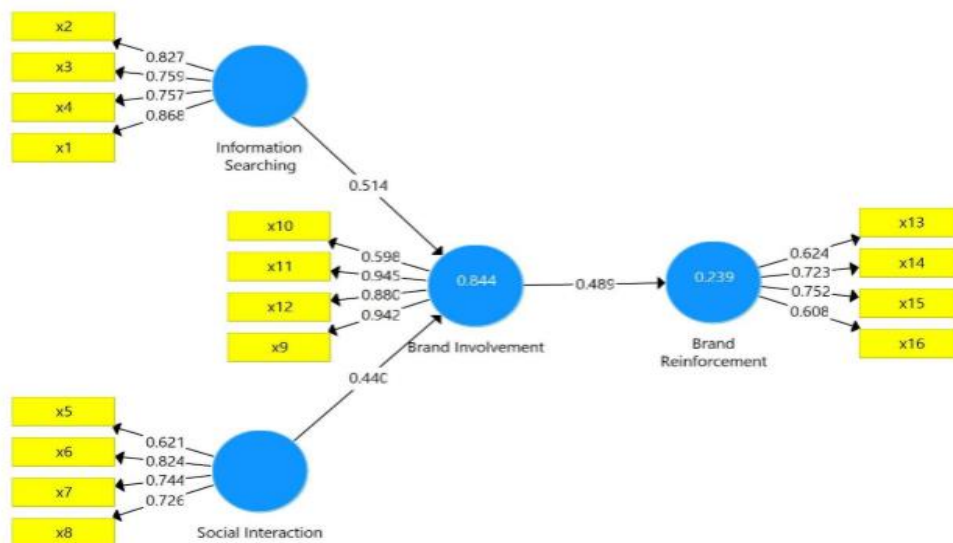 x2
0.827
x3
0.759
x4
0.757
x1
0.868
Information
Searching
0.514
x10
0.598
x11
0.945
x12
0.880
x9
0.942
0.844
Brand Involvement
0.489
0.239
Brand
Reinforcement
x13
0.624
x14
0.723
x15
0.752
x16
0.608
0.440
x5
0.621
x6
0.824
x7
0.744
x8
0.726
Social Interaction